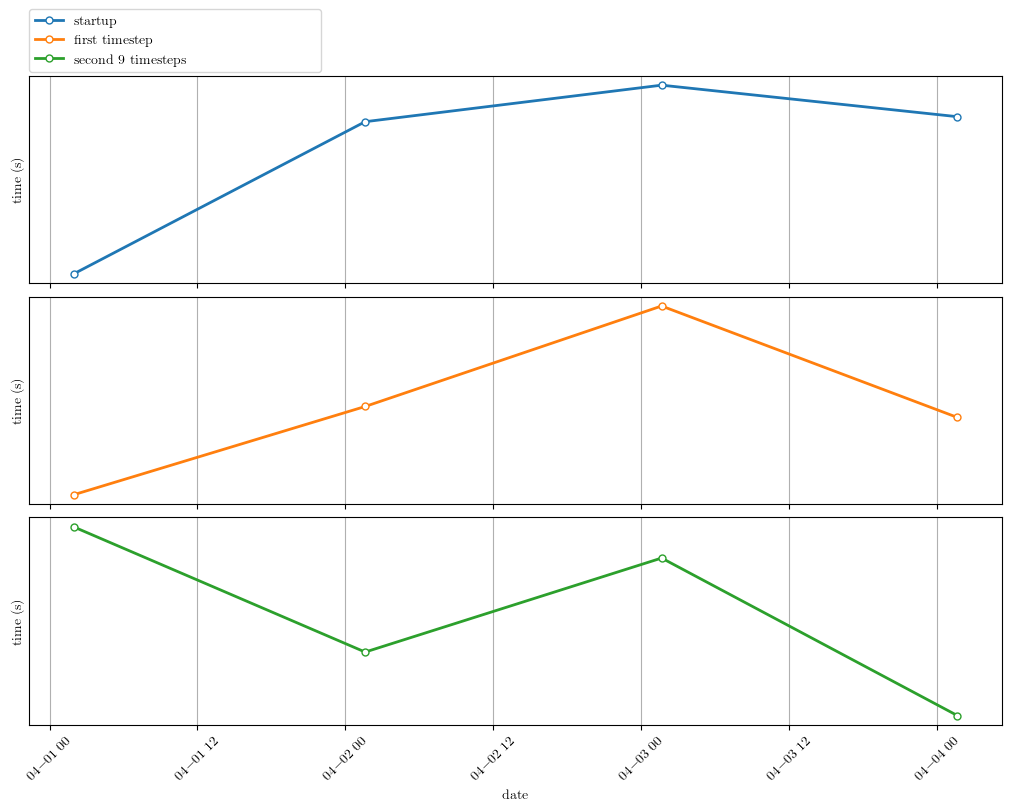 startup
first timestep
second 9 timesteps
time (s)
time (s)
time (s)
04−01 00
04−01 12
04−02 00
04−02 12
04−03 00
04−03 12
04−04 00
date